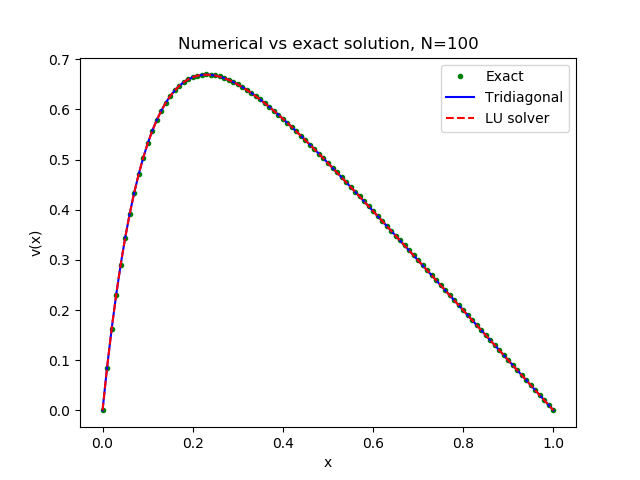 Numerical vs exact solution, N=100
Exact
Tridiagonal
LU solver
0.7
0.6
0.5
0.4
0.3
0.2
0.1
0.0
v(x)
0.0 0.2 0.4 0.6 0.8 1.0
x